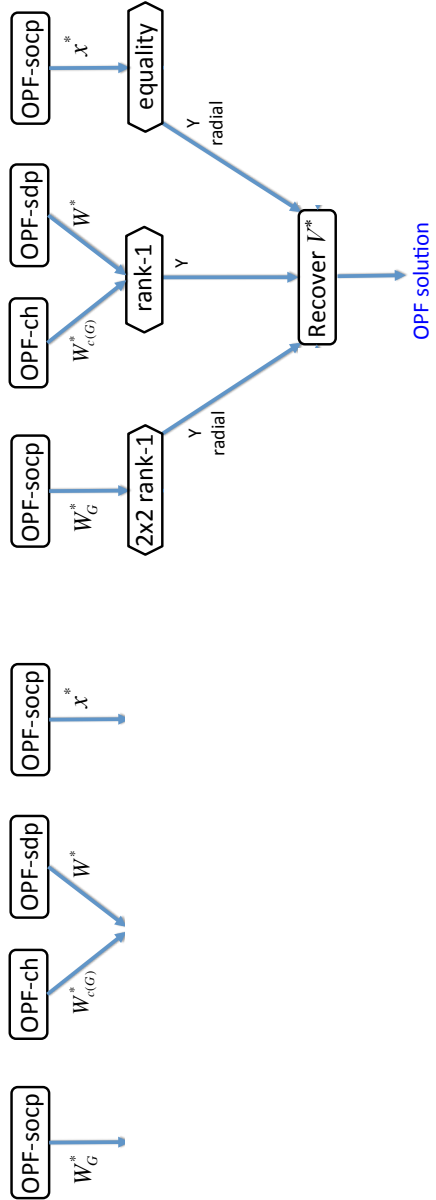 OPF-socp
OPF-ch
OPF-sdp
OPF-socp
W*G
W*c(G)
W*
x*
OPF-socp
OPF-ch
OPF-sdp
OPF-socp
W*G
W*c(G)
W*
x*
2x2 rank-1
rank-1
equality
Y
radial
Y
Y
radial
Recover V*
OPF solution